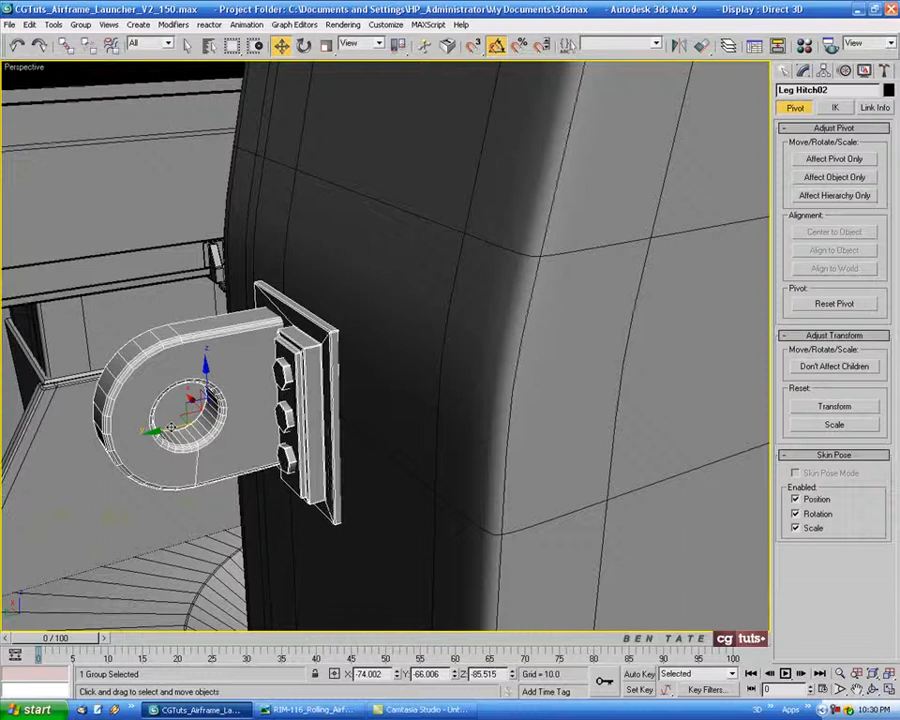 CGTuts_Airframe_Launcher_V2_150.max - Project Folder: C:\Documents and Settings\HP_Administrator\My Documents\3dsmax - Autodesk 3ds Max 9 - Display : Direct 3D
File Edit Tools Group Views Create Modifiers reactor Animation Graph Editors Rendering Customize MAXScript Help
All View View
Perspective
Leg Hitch02
Pivot IK Link Info
- Adjust Pivot
Move/Rotate/Scale:
Affect Pivot Only
Affect Object Only
Affect Hierarchy Only
Alignment:
Center to Object
Align to Object
Align to World
Pivot:
Reset Pivot
- Adjust Transform
Move/Rotate/Scale:
Don't Affect Children
Reset:
Transform
Scale
- Skin Pose
Skin Pose Mode
Enabled:
Position
Rotation
Scale
0 / 100
BEN TATE cg tuts+
0 5 10 15 20 25 30 35 40 45 50 55 60 65 70 75 80 85 90 95 100
1 Group Selected X: -74.002 Y: -66.006 Z: -85.515 Grid = 10.0 Auto Key Selected
Click and drag to select and move objects Add Time Tag Set Key Key Filters... 0
start CGTuts_Airframe_La... RIM-116_Rolling_Airf... Camtasia Studio - Unt... 3D Apps 10:30 PM